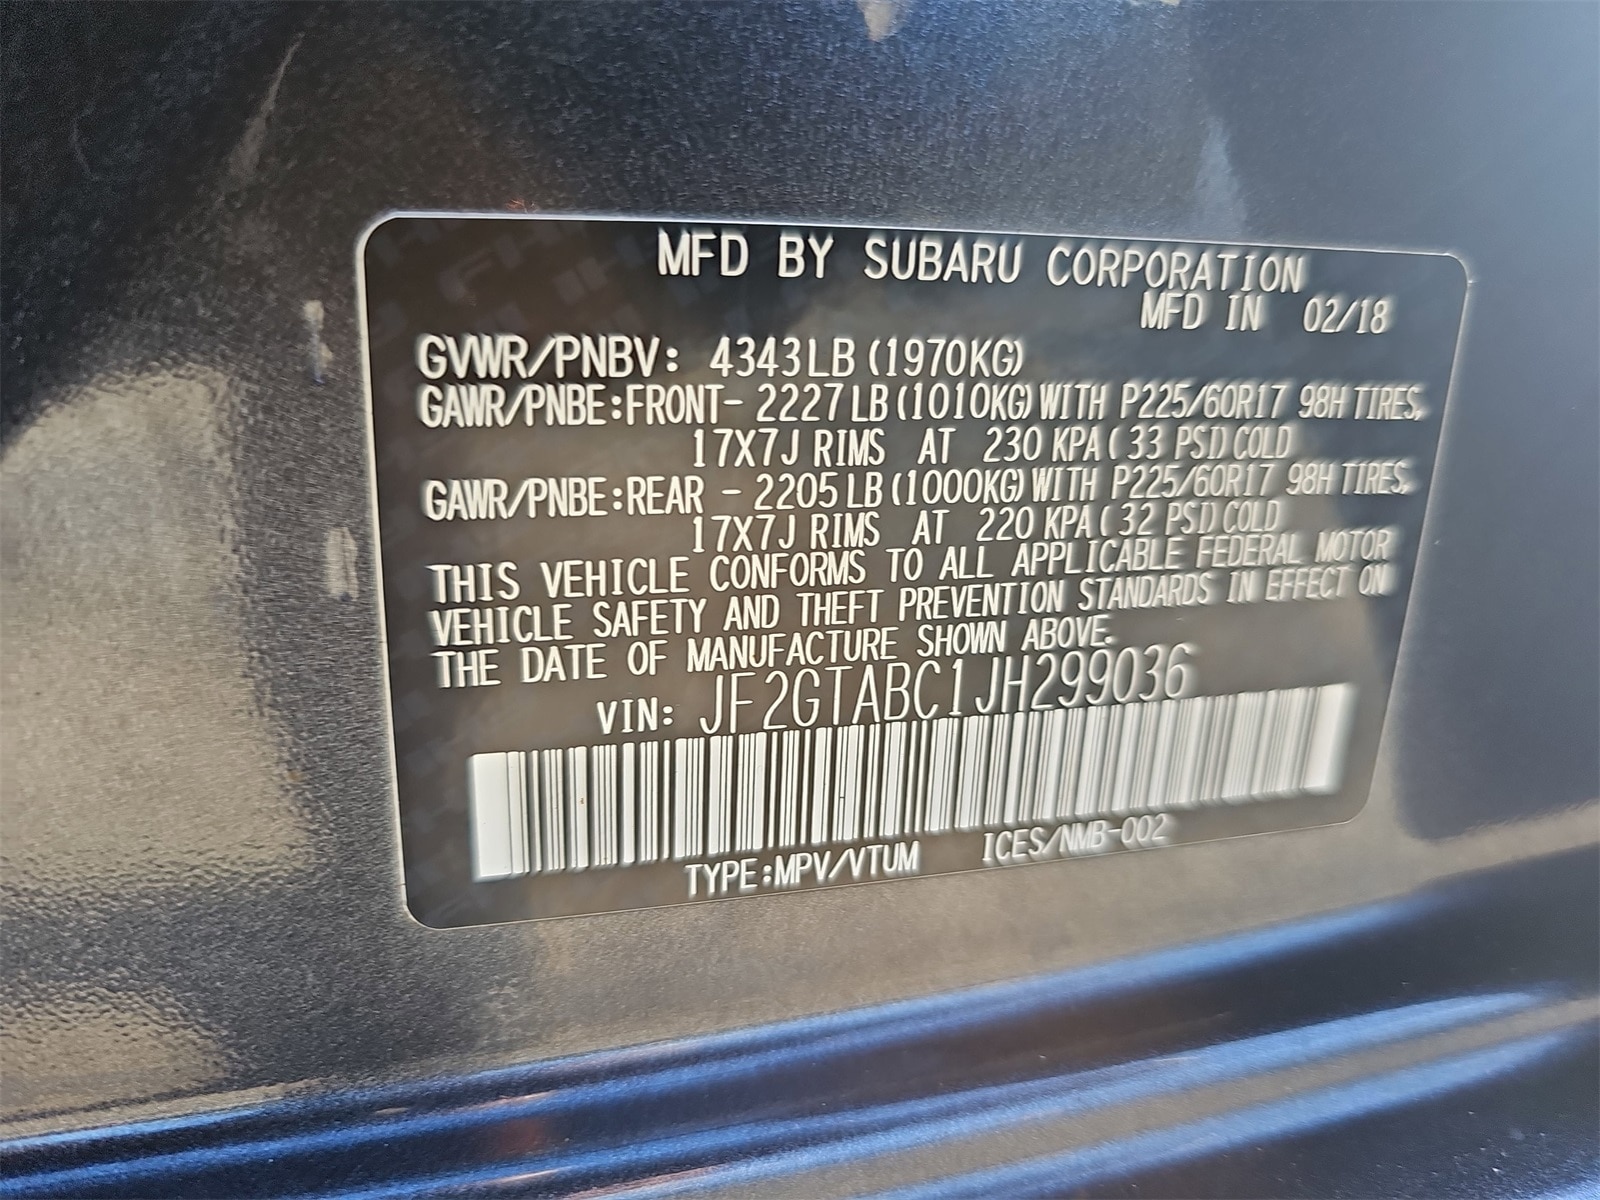 MFD BY SUBARU CORPORATION
MFD IN 02/18
GVWR/PNBV: 4343LB (1970KG)
GAWR/PNBE:FRONT- 2227LB(1010KG)WITH P225/60R17 98H TIRES,
17X7J RIMS AT 230 KPA( 33 PSI)COLD
GAWR/PNBE:REAR - 2205LB(1000KG)WITH P225/60R17 98H TIRES,
17X7J RIMS AT 220 KPA( 32 PSI)COLD
THIS VEHICLE CONFORMS TO ALL APPLICABLE FEDERAL MOTOR
VEHICLE SAFETY AND THEFT PREVENTION STANDARDS IN EFFECT ON
THE DATE OF MANUFACTURE SHOWN ABOVE.
VIN: JF2GTABC1JH299036
TYPE:MPV/VTUM ICES/NMB-002